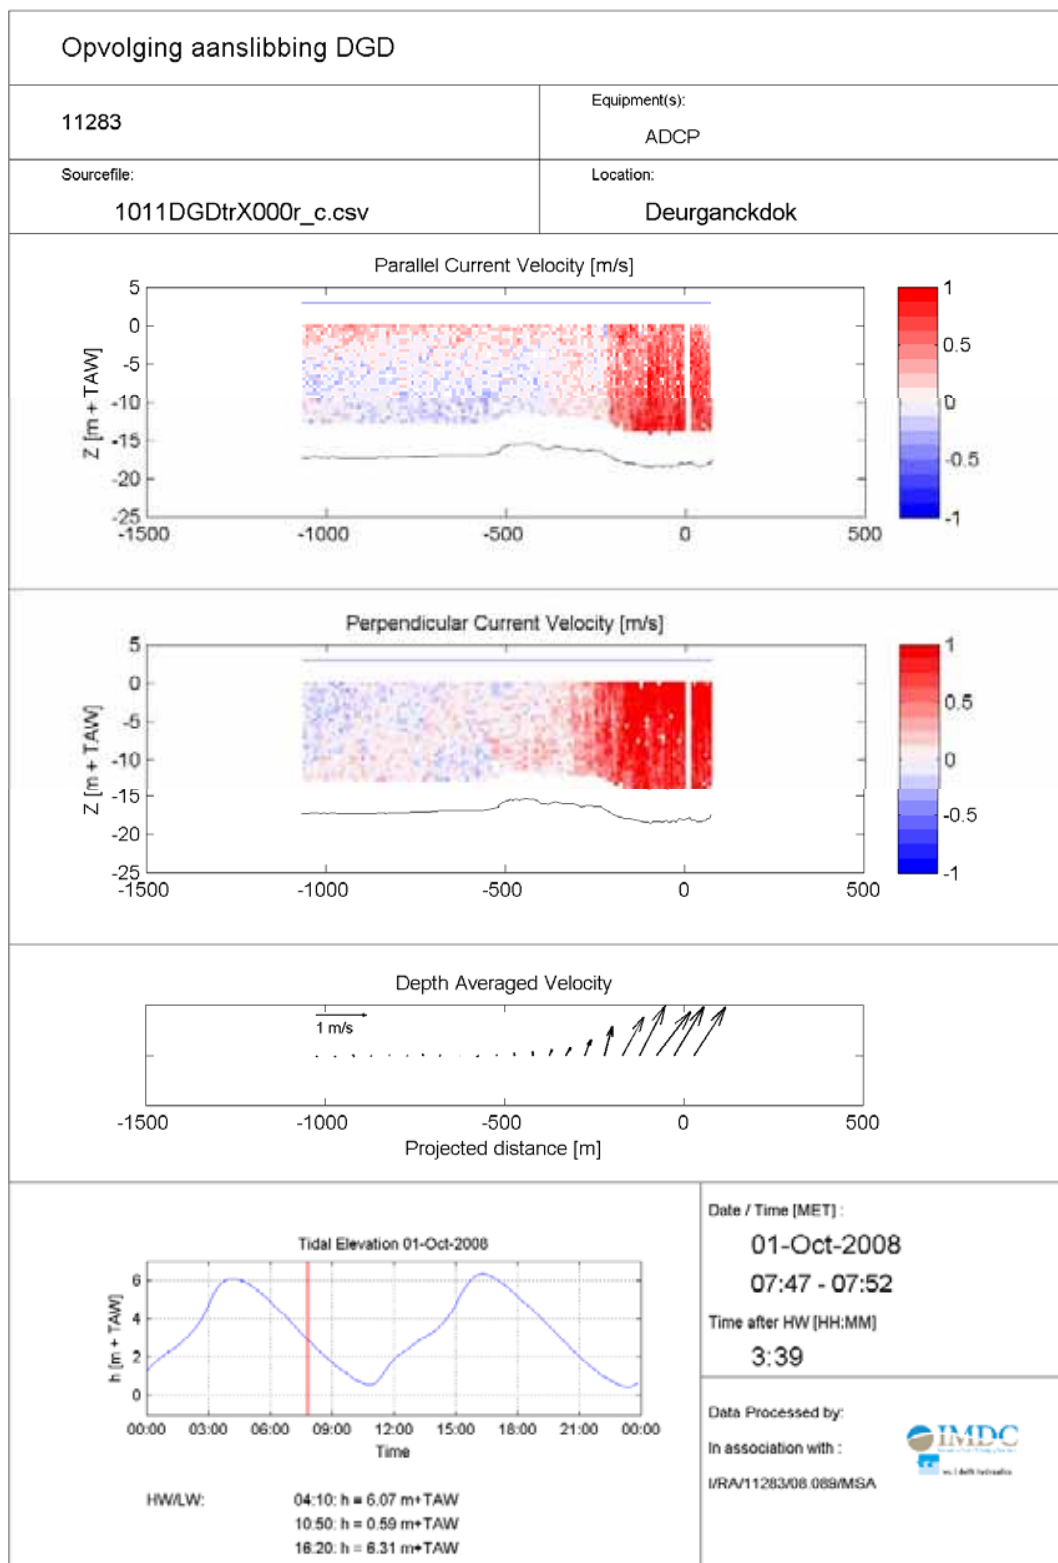 Opvolging aanslibbing DGD
11283
Equipment(s):
ADCP
Sourcefile:
1011DGDtrX000r_c.csv
Location:
Deurganckdok
Parallel Current Velocity [m/s]
Z [m + TAW]
5
0
-5
-10
-15
-20
-25
-1500
-1000
-500
0
500
1
0.5
0
-0.5
-1
Perpendicular Current Velocity [m/s]
Z [m + TAW]
5
0
-5
-10
-15
-20
-25
-1500
-1000
-500
0
500
1
0.5
0
-0.5
-1
Depth Averaged Velocity
1 m/s
-1500
-1000
-500
0
500
Projected distance [m]
Tidal Elevation 01-Oct-2008
h [m + TAW]
6
4
2
0
00:00
03:00
06:00
09:00
12:00
15:00
18:00
21:00
00:00
Time
HW/LW:
04:10: h = 6.07 m+TAW
10:50: h = 0.59 m+TAW
16:20: h = 6.31 m+TAW
Date / Time [MET] :
01-Oct-2008
07:47 - 07:52
Time after HW [HH:MM]
3:39
Data Processed by:
In association with :
I/RA/11283/08.089/MSA
IMDC
wl | delft hydraulics